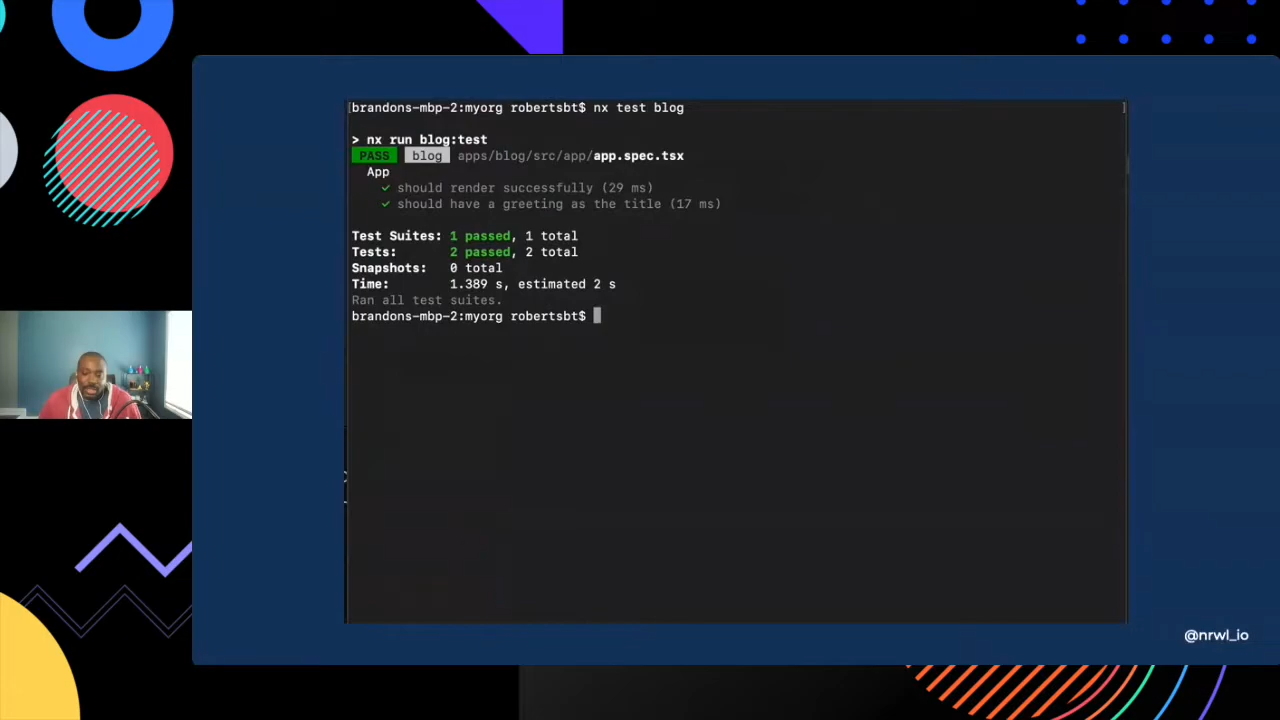 [brandons-mbp-2:myorg robertsbt$ nx test blog ]
> nx run blog:test
PASS blog apps/blog/src/app/app.spec.tsx
App
✓ should render successfully (29 ms)
✓ should have a greeting as the title (17 ms)
Test Suites: 1 passed, 1 total
Tests: 2 passed, 2 total
Snapshots: 0 total
Time: 1.389 s, estimated 2 s
Ran all test suites.
brandons-mbp-2:myorg robertsbt$
@nrwl_io